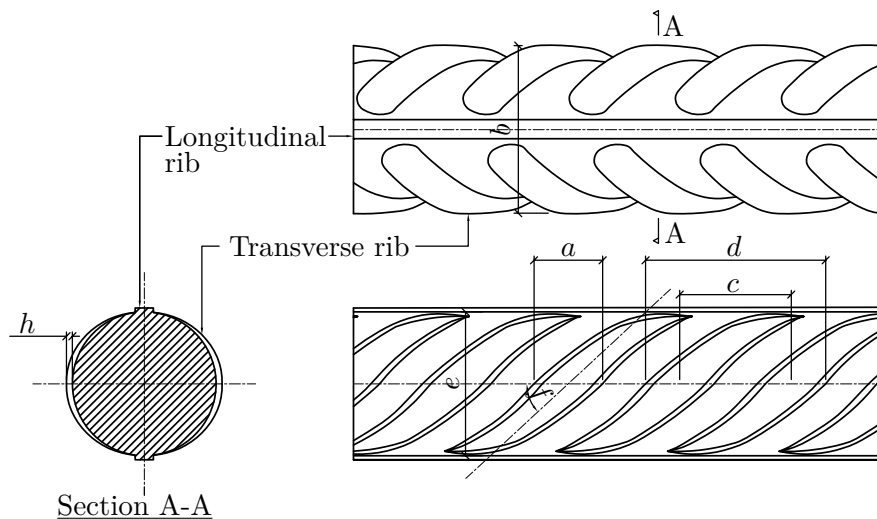 A
Longitudinal
rib
b
Transverse rib
A
a
d
c
h
e
f
Section A-A